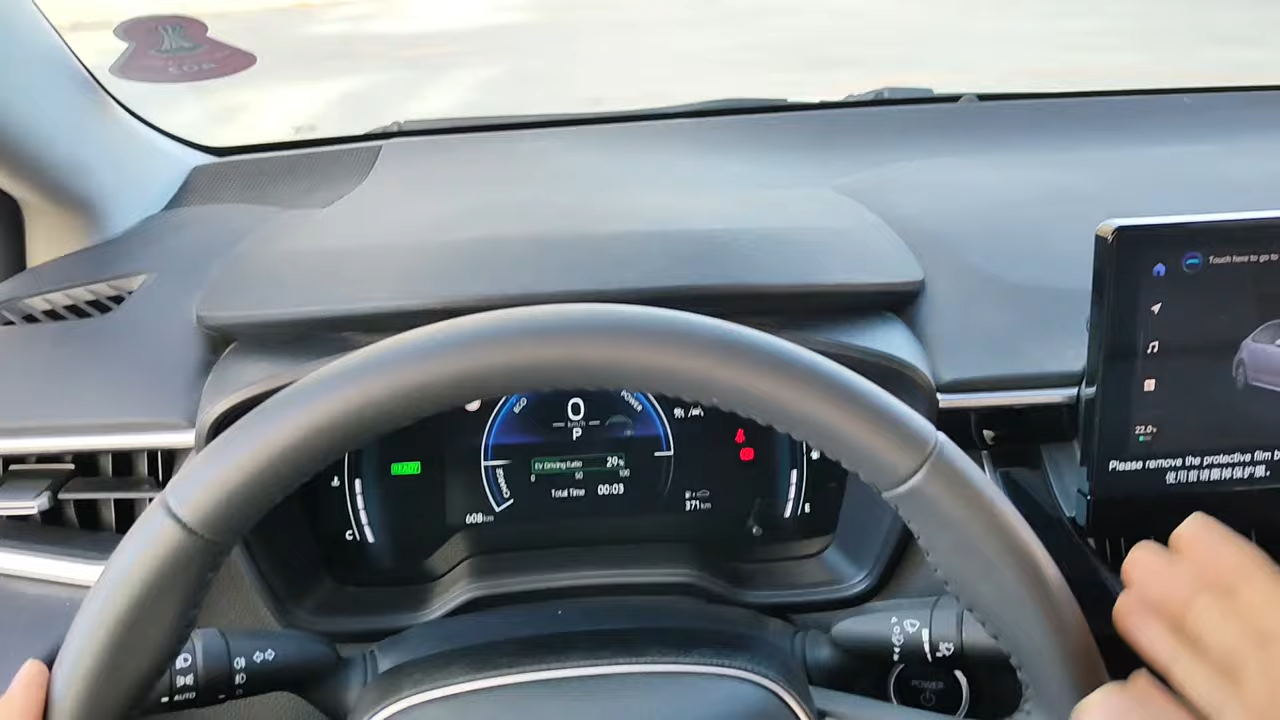 Touch here to go to
22.0
Please remove the protective film b
使用前请撕掉保护膜。
ECO
POWER
0
km/h
P
READY
EV Driving Ratio 29%
0 50 100
CHARGE
Total Time 00:03
608km
371km
C
E
AUTO
POWER